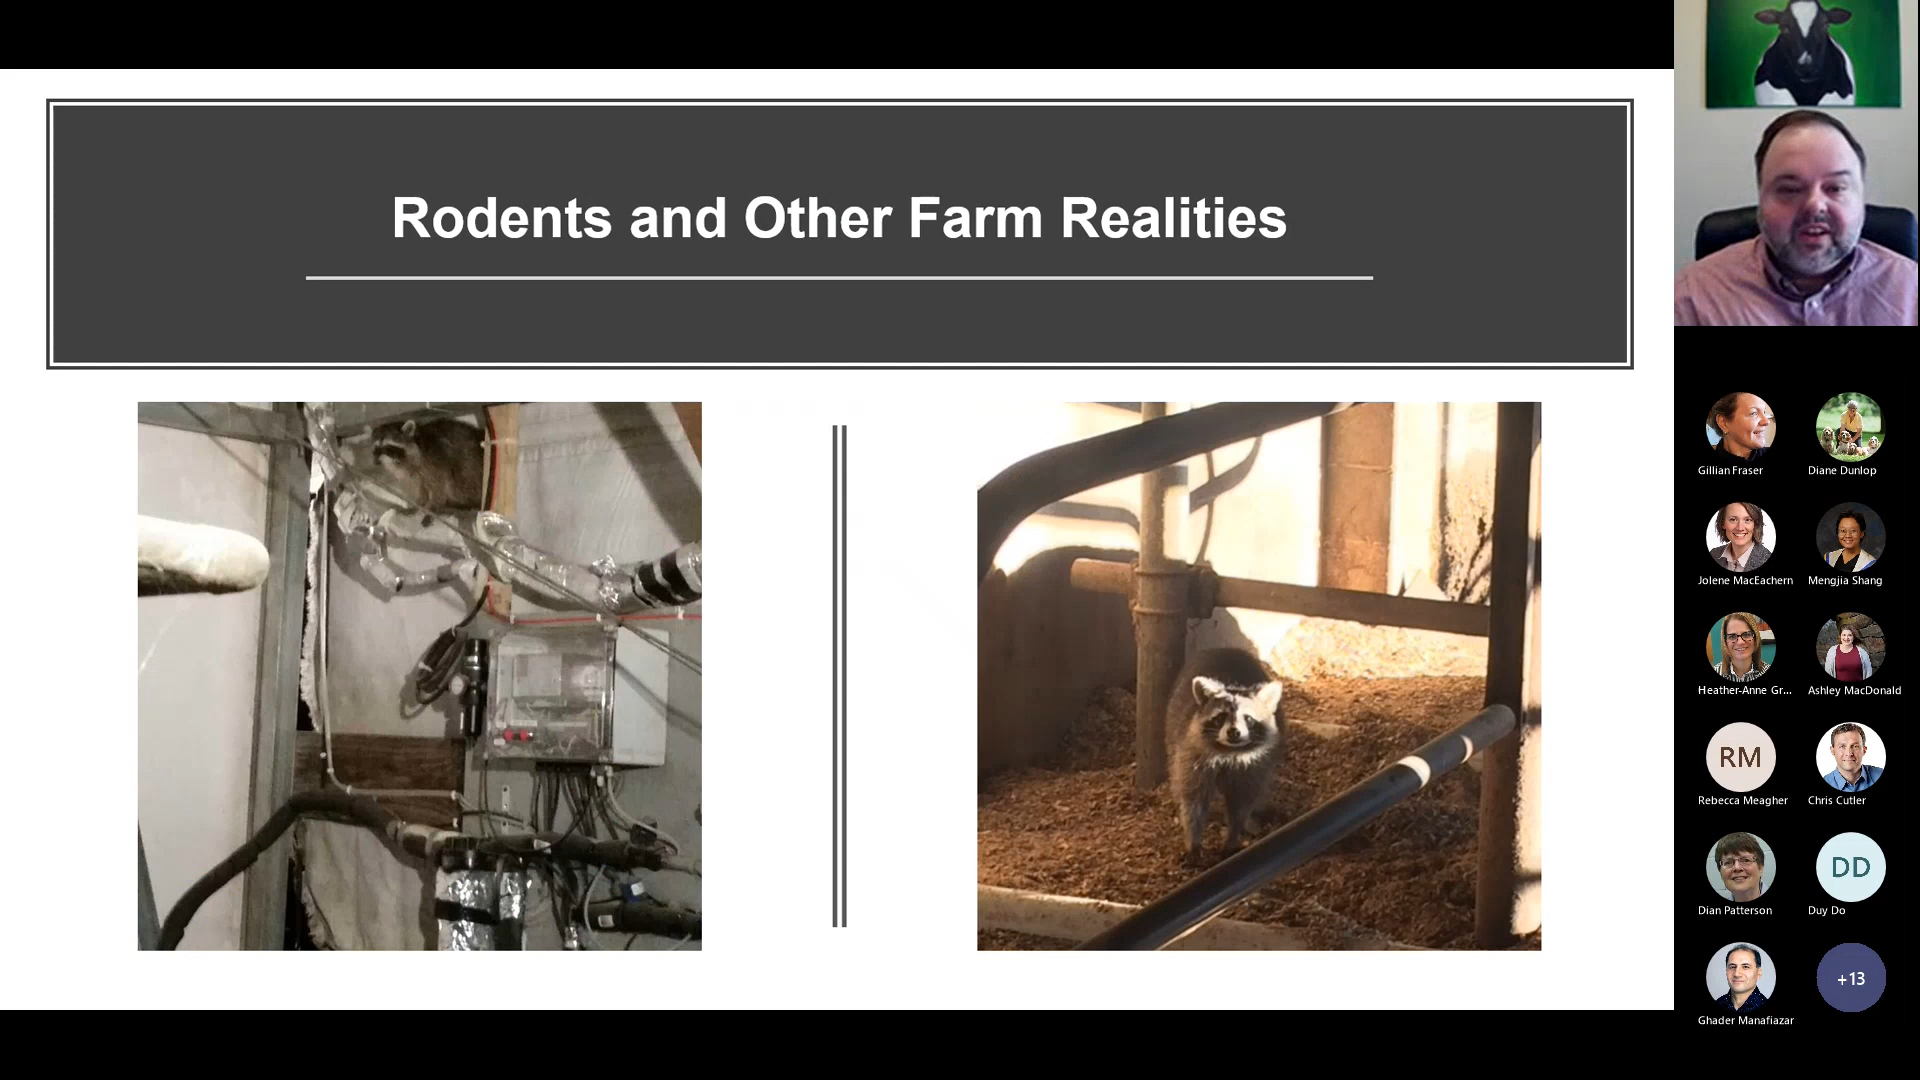 Rodents and Other Farm Realities
Gillian Fraser
Diane Dunlop
Jolene MacEachern
Mengjia Shang
Heather-Anne Gr...
Ashley MacDonald
RM
Rebecca Meagher
Chris Cutler
Dian Patterson
DD
Duy Do
Ghader Manafiazar
+13